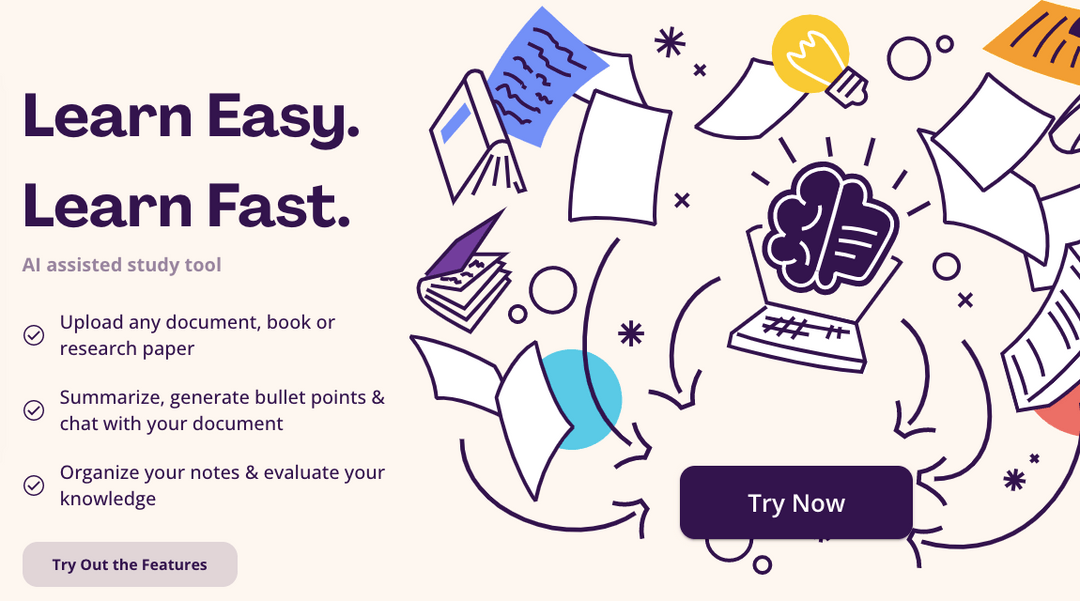 Learn Easy.
Learn Fast.
AI assisted study tool
Upload any document, book or
research paper
Summarize, generate bullet points &
chat with your document
Organize your notes & evaluate your
knowledge
Try Out the Features
Try Now